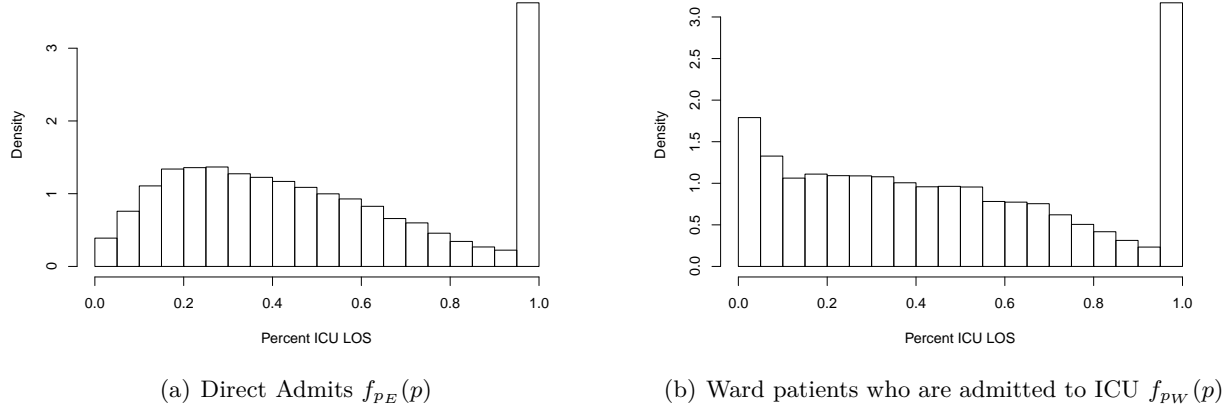 Density
3
2
1
0
0.0 0.2 0.4 0.6 0.8 1.0
Percent ICU LOS
(a) Direct Admits f_{p_E}(p)
Density
3.0
2.5
2.0
1.5
1.0
0.5
0.0
0.0 0.2 0.4 0.6 0.8 1.0
Percent ICU LOS
(b) Ward patients who are admitted to ICU f_{p_W}(p)